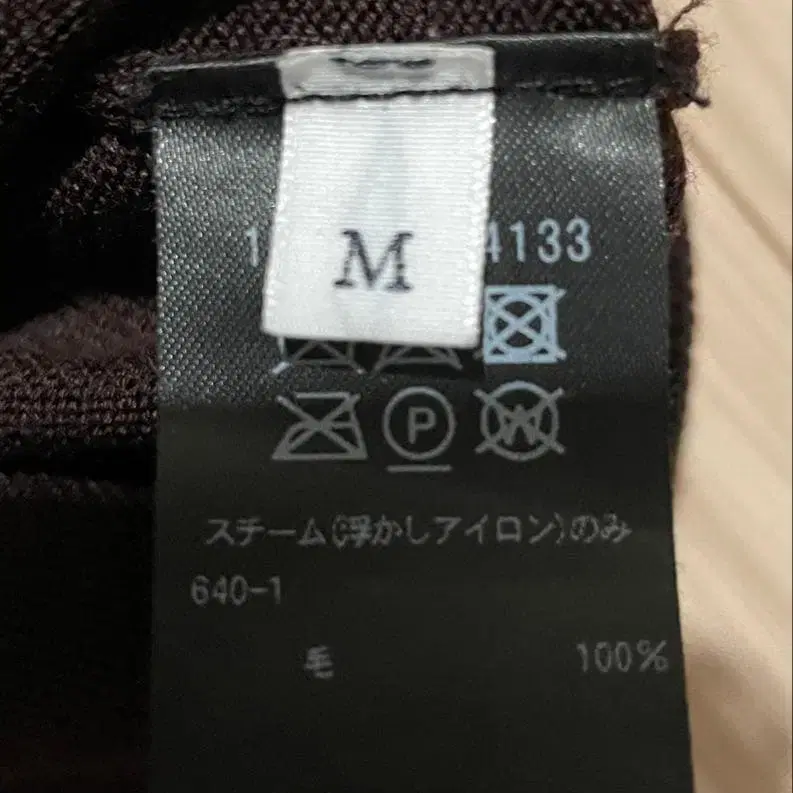 M
1 4133
P
W
スチーム(浮かしアイロン)のみ
640-1
毛 100%